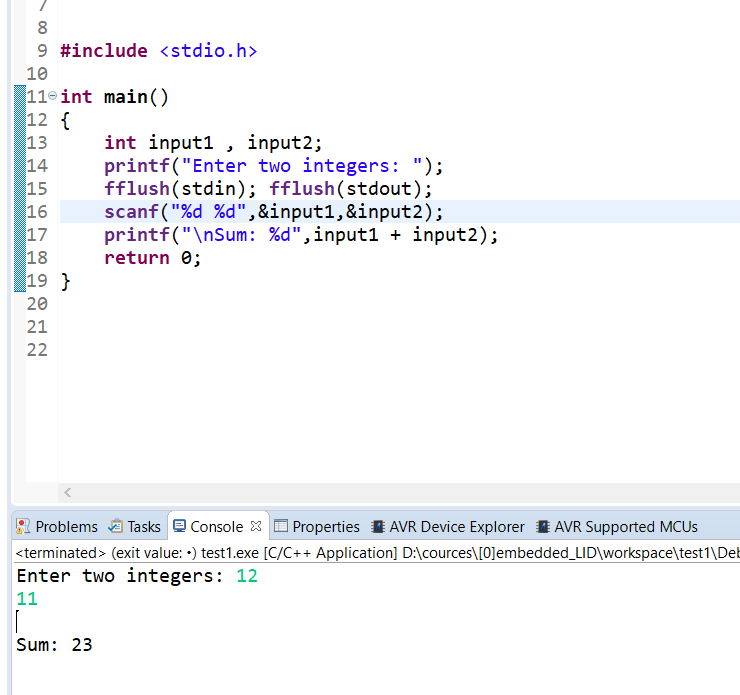 7
8
9 #include <stdio.h>
10
11 int main()
12 {
13     int input1 , input2;
14     printf("Enter two integers: ");
15     fflush(stdin); fflush(stdout);
16     scanf("%d %d",&input1,&input2);
17     printf("\nSum: %d",input1 + input2);
18     return 0;
19 }
20
21
22
Problems Tasks Console Properties AVR Device Explorer AVR Supported MCUs
<terminated> (exit value: •) test1.exe [C/C++ Application] D:\cources\[0]embedded_LID\workspace\test1\Deb
Enter two integers: 12
11
Sum: 23